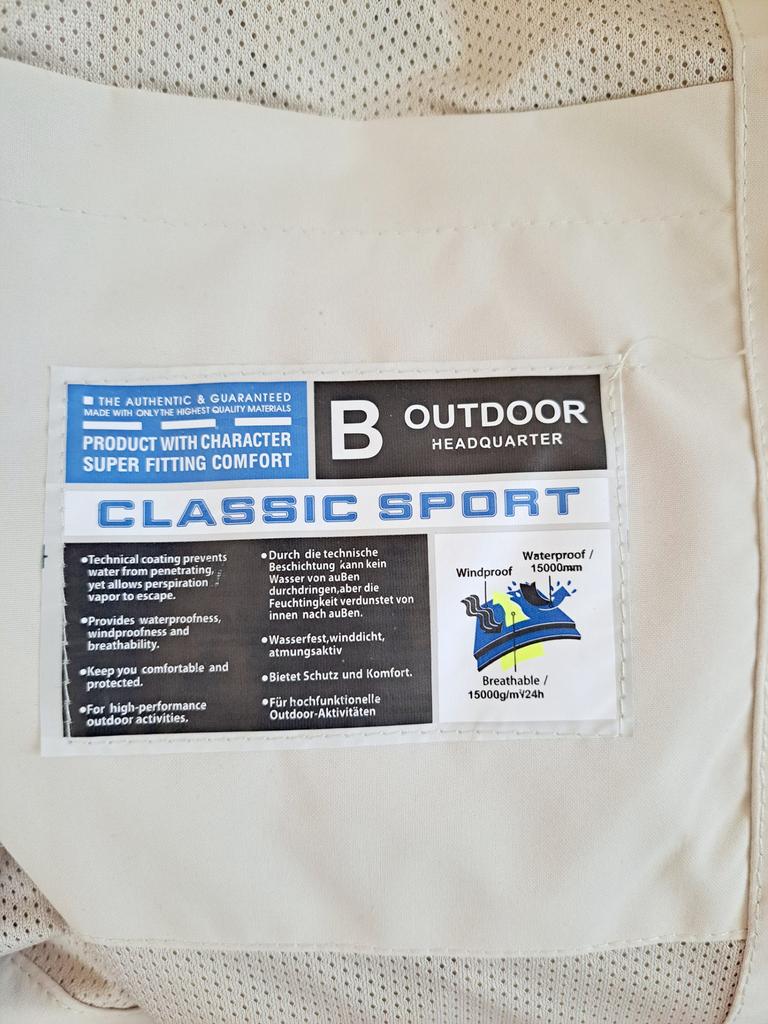 THE AUTHENTIC & GUARANTEED
MADE WITH ONLY THE HIGHEST QUALITY MATERIALS
PRODUCT WITH CHARACTER
SUPER FITTING COMFORT
B
OUTDOOR
HEADQUARTER
CLASSIC SPORT
•Technical coating prevents
water from penetrating,
yet allows perspiration
vapor to escape.
•Provides waterproofness,
windproofness and
breathability.
•Keep you comfortable and
protected.
•For high-performance
outdoor activities.
•Durch die technische
Beschichtung kann kein
Wasser von auBen
durchdringen,aber die
Feuchtingkeit verdunstet von
innen nach auBen.
•Wasserfest,winddicht,
atmungsaktiv
•Bietet Schutz und Komfort.
•Für hochfunktionelle
Outdoor-Aktivitäten
Waterproof /
15000mm
Windproof
Breathable /
15000g/m²/24h